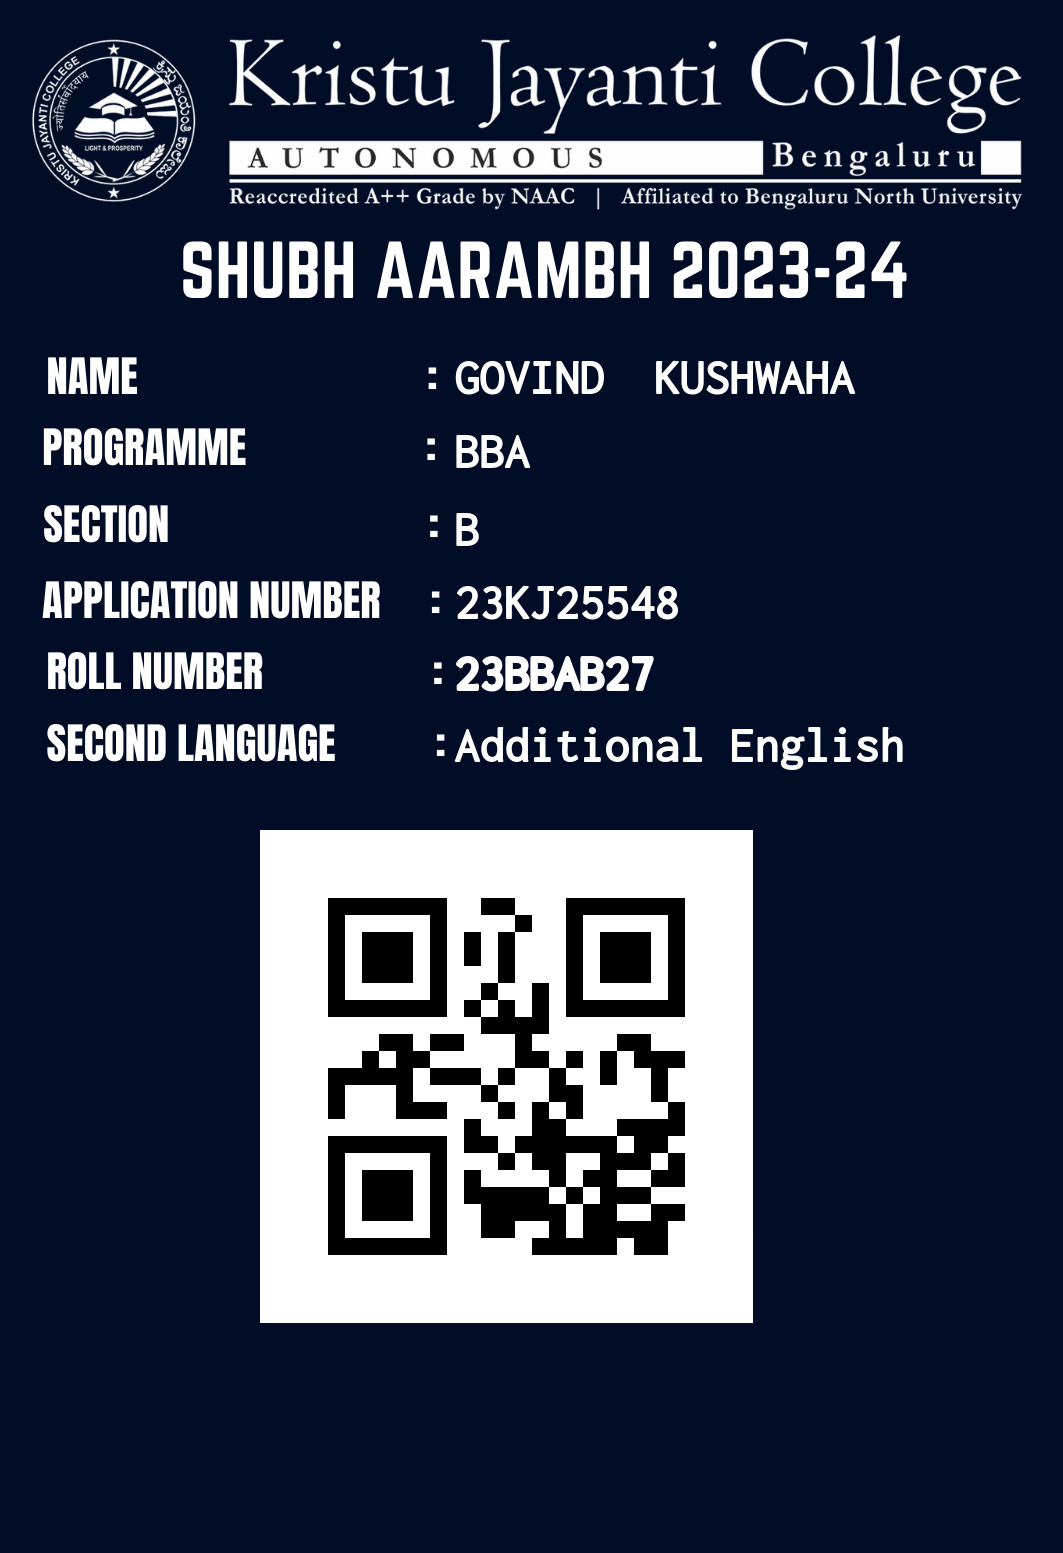 Kristu Jayanti College
AUTONOMOUS Bengaluru
Reaccredited A++ Grade by NAAC | Affiliated to Bengaluru North University
KRISTU JAYANTI COLLEGE
LIGHT & PROSPERITY
SHUBH AARAMBH 2023-24
NAME : GOVIND KUSHWAHA
PROGRAMME : BBA
SECTION : B
APPLICATION NUMBER : 23KJ25548
ROLL NUMBER : 23BBAB27
SECOND LANGUAGE : Additional English